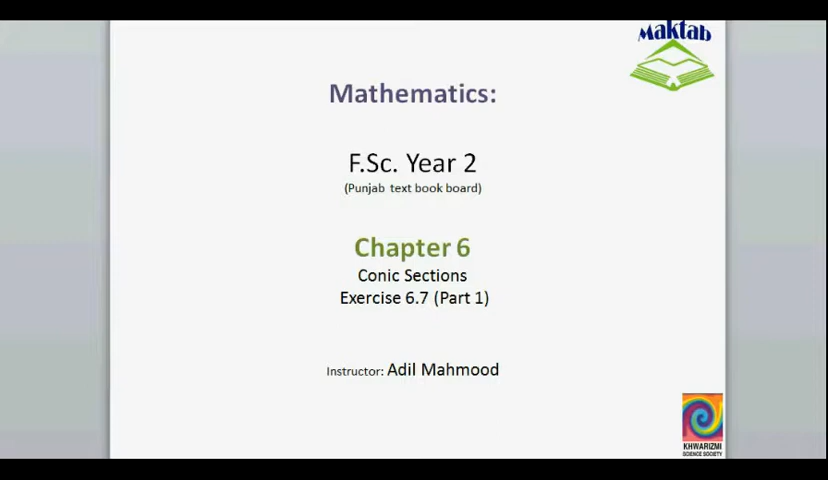 Maktab
Mathematics:
F.Sc. Year 2
(Punjab text book board)
Chapter 6
Conic Sections
Exercise 6.7 (Part 1)
Instructor: Adil Mahmood
KHWARIZMI
SCIENCE SOCIETY